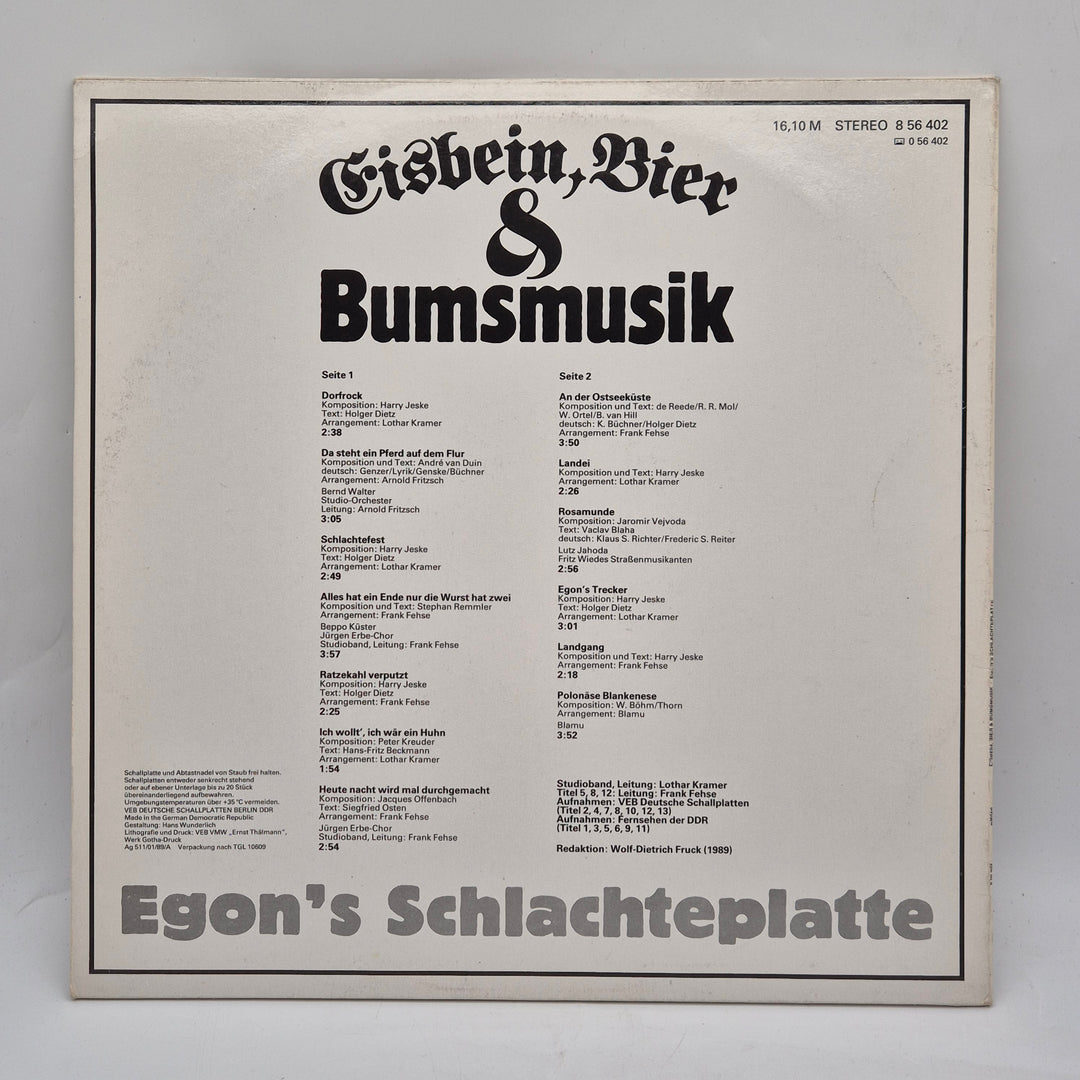 16,10 M STEREO 8 56 402
0 56 402
Eisbein, Bier
&
Bumsmusik
Seite 1
Dorfrock
Komposition: Harry Jeske
Text: Holger Dietz
Arrangement: Lothar Kramer
2:38
Da steht ein Pferd auf dem Flur
Komposition und Text: André van Duin
deutsch: Genzer/Lyrik/Genske/Büchner
Arrangement: Arnold Fritzsch
Bernd Walter
Studio-Orchester
Leitung: Arnold Fritzsch
3:05
Schlachtefest
Komposition: Harry Jeske
Text: Holger Dietz
Arrangement: Lothar Kramer
2:49
Alles hat ein Ende nur die Wurst hat zwei
Komposition und Text: Stephan Remmler
Arrangement: Frank Fehse
Beppo Küster
Jürgen Erbe-Chor
Studioband, Leitung: Frank Fehse
3:57
Ratzekahl verputzt
Komposition: Harry Jeske
Text: Holger Dietz
Arrangement: Frank Fehse
2:25
Ich wollt', ich wär ein Huhn
Komposition: Peter Kreuder
Text: Hans-Fritz Beckmann
Arrangement: Lothar Kramer
1:54
Heute nacht wird mal durchgemacht
Komposition: Jacques Offenbach
Text: Siegfried Osten
Arrangement: Frank Fehse
Jürgen Erbe-Chor
Studioband, Leitung: Frank Fehse
2:54
Seite 2
An der Ostseeküste
Komposition und Text: de Reede/R. R. Mol/
W. Ortel/B. van Hill
deutsch: K. Büchner/Holger Dietz
Arrangement: Frank Fehse
3:50
Landei
Komposition und Text: Harry Jeske
Arrangement: Lothar Kramer
2:26
Rosamunde
Komposition: Jaromir Vejvoda
Text: Vaclav Blaha
deutsch: Klaus S. Richter/Frederic S. Reiter
Lutz Jahoda
Fritz Wiedes Straßenmusikanten
2:56
Egon's Trecker
Komposition: Harry Jeske
Text: Holger Dietz
Arrangement: Lothar Kramer
3:01
Landgang
Komposition und Text: Harry Jeske
Arrangement: Frank Fehse
2:18
Polonäse Blankenese
Komposition: W. Böhm/Thorn
Arrangement: Blamu
Blamu
3:52
Studioband, Leitung: Lothar Kramer
Titel 5, 8, 12: Leitung: Frank Fehse
Aufnahmen: VEB Deutsche Schallplatten
(Titel 2, 4, 7, 8, 10, 12, 13)
Aufnahmen: Fernsehen der DDR
(Titel 1, 3, 5, 6, 9, 11)
Redaktion: Wolf-Dietrich Fruck (1989)
Schallplatte und Abtastnadel von Staub frei halten.
Schallplatten entweder senkrecht stehend
oder auf ebener Unterlage bis zu 20 Stück
übereinanderliegend aufbewahren.
Umgebungstemperaturen über +35 °C vermeiden.
VEB DEUTSCHE SCHALLPLATTEN BERLIN DDR
Made in the German Democratic Republic
Gestaltung: Hans Wunderlich
Lithografie und Druck: VEB VMW „Ernst Thälmann",
Werk Gotha-Druck
Ag 511/01/89/A Verpackung nach TGL 10609
Egon's Schlachteplatte